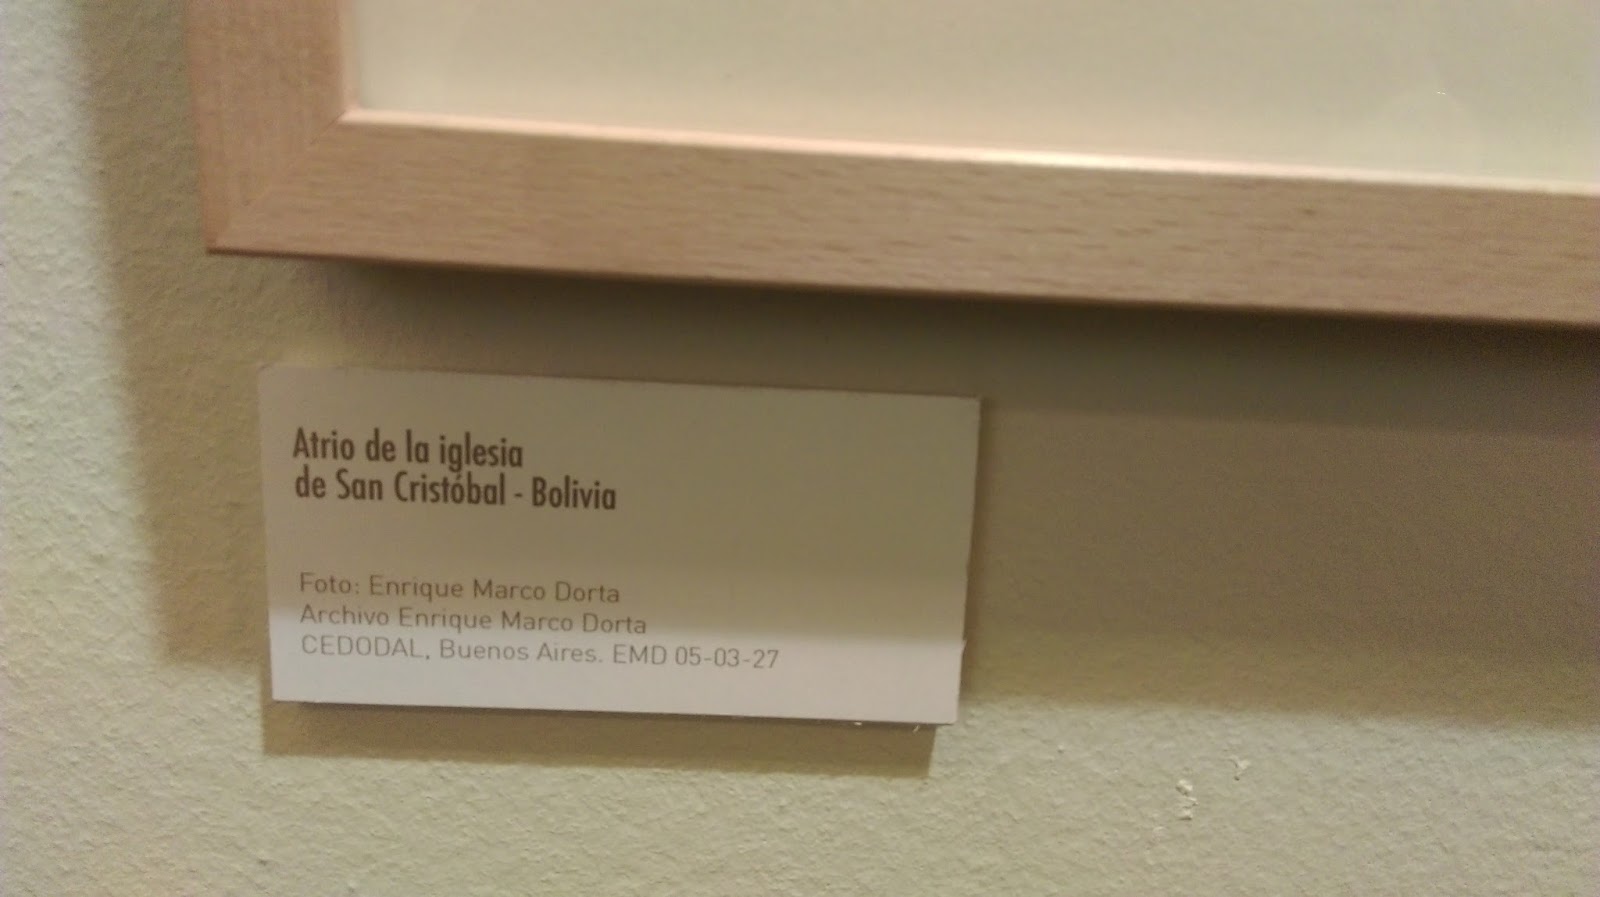 Atrio de la iglesia
de San Cristóbal - Bolivia
Foto: Enrique Marco Dorta
Archivo Enrique Marco Dorta
CEDODAL, Buenos Aires. EMD 05-03-27